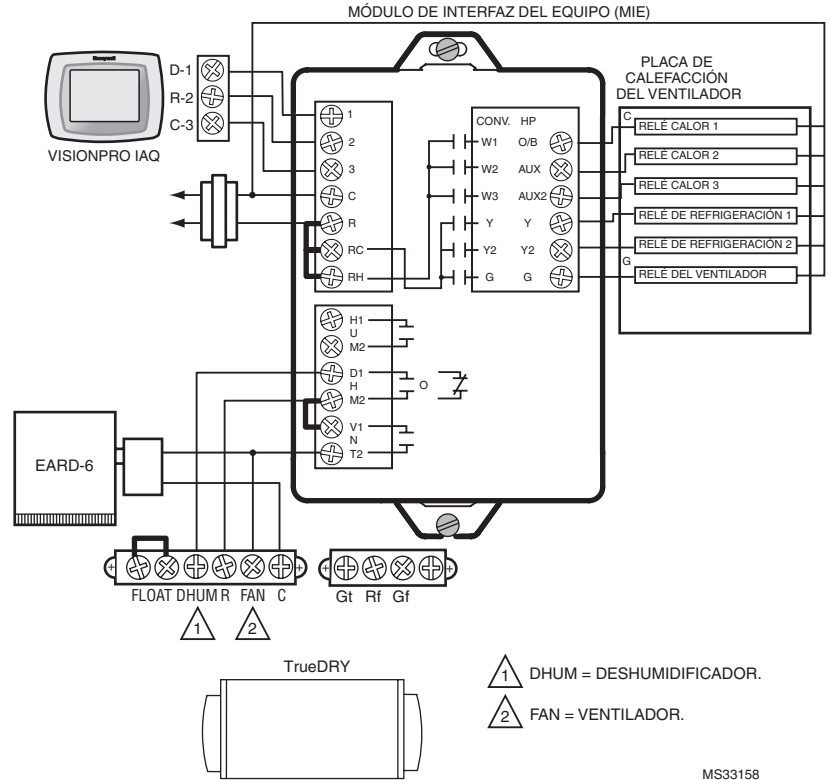 MÓDULO DE INTERFAZ DEL EQUIPO (MIE)
Honeywell
D-1
R-2
C-3
VISIONPRO IAQ
1
2
3
C
R
RC
RH
CONV. HP
W1 O/B
W2 AUX
W3 AUX2
Y Y
Y2 Y2
G G
PLACA DE
CALEFACCIÓN
DEL VENTILADOR
C
RELÉ CALOR 1
RELÉ CALOR 2
RELÉ CALOR 3
RELÉ DE REFRIGERACIÓN 1
RELÉ DE REFRIGERACIÓN 2
G
RELÉ DEL VENTILADOR
H1
U
M2
D1
H
M2
O
V1
N
T2
EARD-6
FLOAT DHUM R FAN C
1
2
Gt Rf Gf
TrueDRY
1 DHUM = DESHUMIDIFICADOR.
2 FAN = VENTILADOR.
MS33158